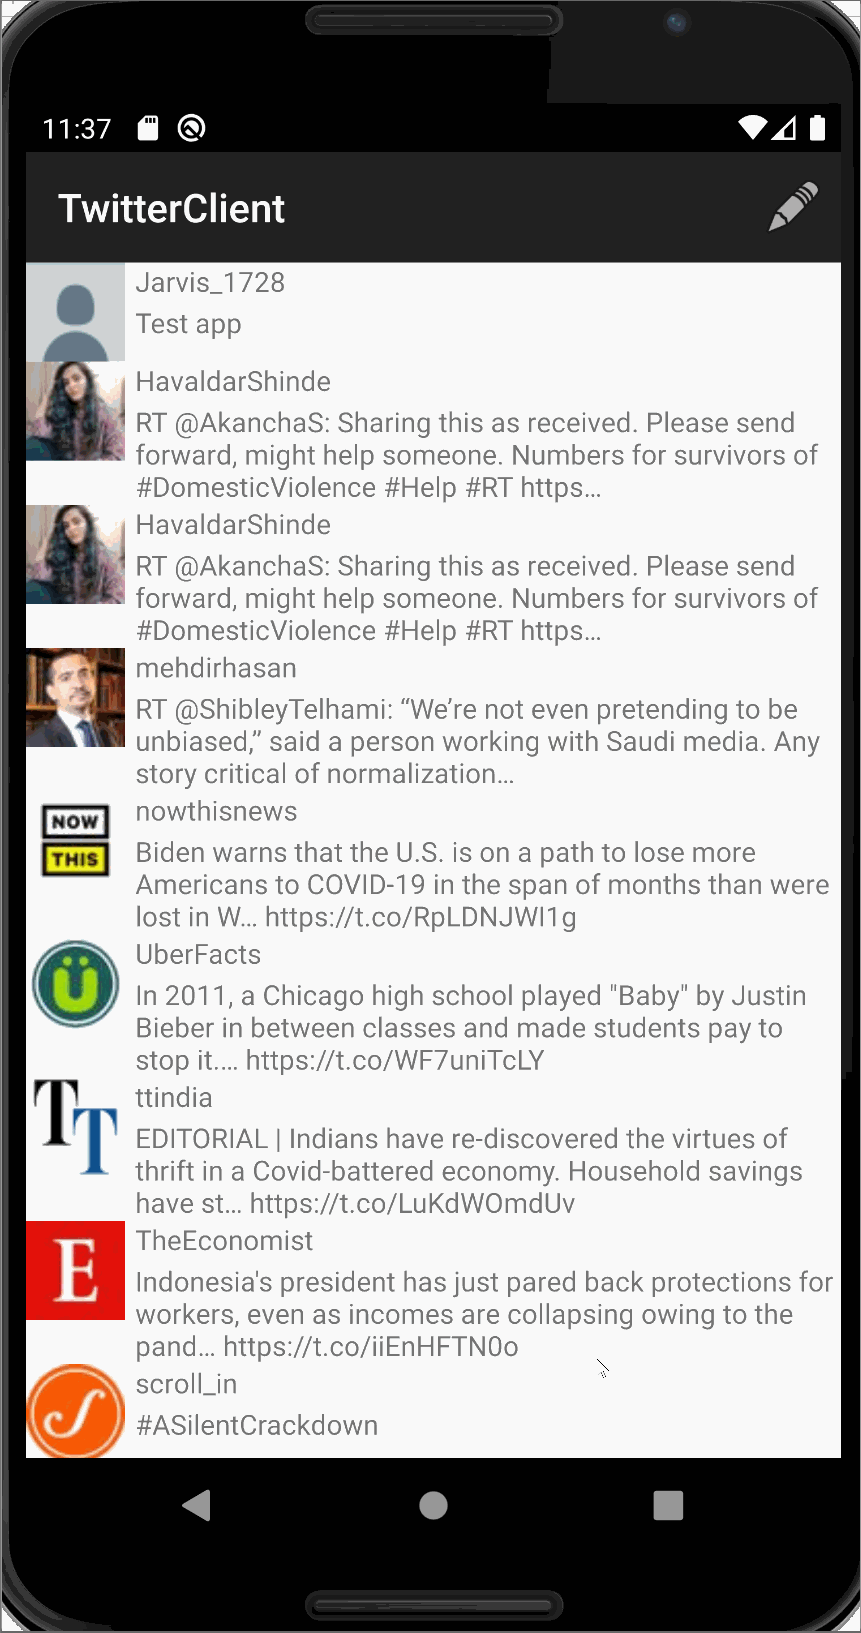 11:37
TwitterClient
Jarvis_1728
Test app
HavaldarShinde
RT @AkanchaS: Sharing this as received. Please send
forward, might help someone. Numbers for survivors of
#DomesticViolence #Help #RT https…
HavaldarShinde
RT @AkanchaS: Sharing this as received. Please send
forward, might help someone. Numbers for survivors of
#DomesticViolence #Help #RT https…
mehdirhasan
RT @ShibleyTelhami: “We’re not even pretending to be
unbiased,” said a person working with Saudi media. Any
story critical of normalization…
NOW
THIS
nowthisnews
Biden warns that the U.S. is on a path to lose more
Americans to COVID-19 in the span of months than were
lost in W… https://t.co/RpLDNJWI1g
Ü
UberFacts
In 2011, a Chicago high school played "Baby" by Justin
Bieber in between classes and made students pay to
stop it.… https://t.co/WF7uniTcLY
TT
ttindia
EDITORIAL | Indians have re-discovered the virtues of
thrift in a Covid-battered economy. Household savings
have st… https://t.co/LuKdWOmdUv
E
TheEconomist
Indonesia's president has just pared back protections for
workers, even as incomes are collapsing owing to the
pand… https://t.co/iiEnHFTN0o
S
scroll_in
#ASilentCrackdown